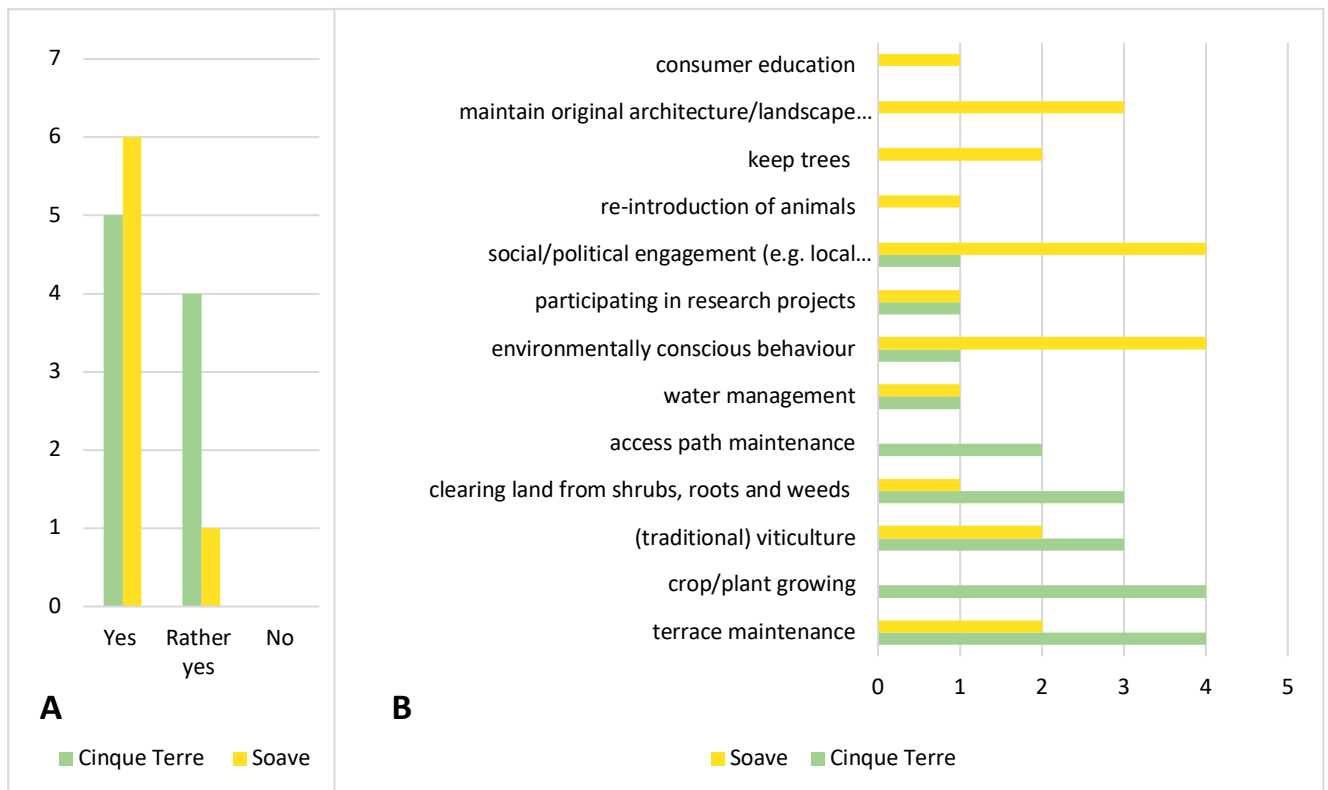 7
6
5
4
3
2
1
0
Yes
Rather
yes
No
A
Cinque Terre
Soave
consumer education
maintain original architecture/landscape...
keep trees
re-introduction of animals
social/political engagement (e.g. local...
participating in research projects
environmentally conscious behaviour
water management
access path maintenance
clearing land from shrubs, roots and weeds
(traditional) viticulture
crop/plant growing
terrace maintenance
0 1 2 3 4 5
B
Soave
Cinque Terre